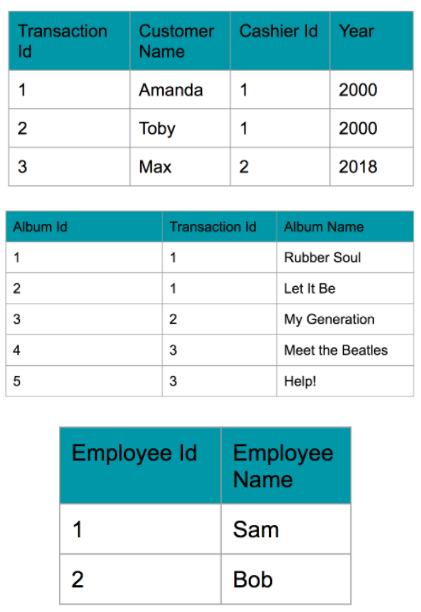 Transaction Id Customer Name Cashier Id Year
1 Amanda 1 2000
2 Toby 1 2000
3 Max 2 2018
Album Id Transaction Id Album Name
1 1 Rubber Soul
2 1 Let It Be
3 2 My Generation
4 3 Meet the Beatles
5 3 Help!
Employee Id Employee Name
1 Sam
2 Bob